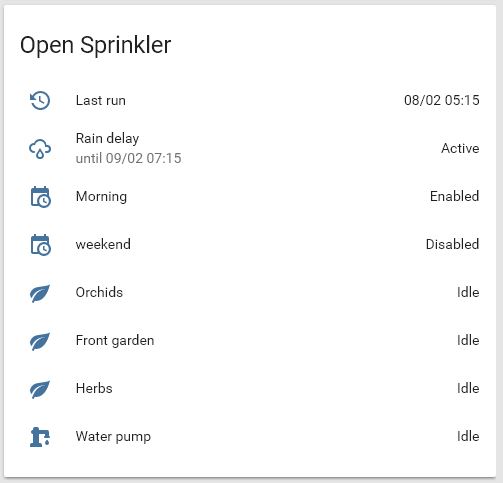 Open Sprinkler
Last run 08/02 05:15
Rain delay
until 09/02 07:15 Active
Morning Enabled
weekend Disabled
Orchids Idle
Front garden Idle
Herbs Idle
Water pump Idle